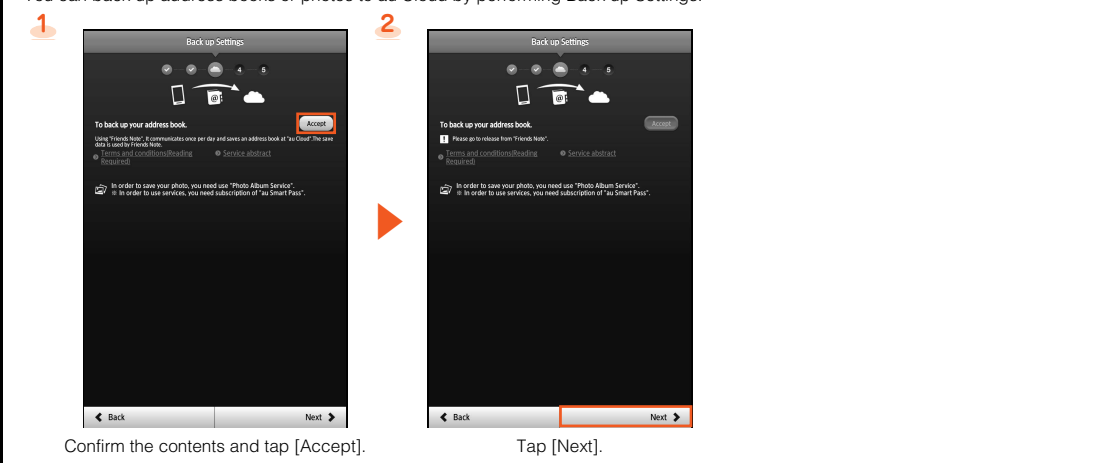 You can back up address books or photos to au Cloud by performing Back up Settings.
1
Back up Settings
4 5
@
To back up your address book.
Accept
Using "Friends Note", It communicates once per day and saves an address book at "au Cloud".The save
data is used by Friends Note.
Terms and conditions(Reading
Required)
Service abstract
In order to save your photo, you need use "Photo Album Service".
※ In order to use services, you need subscription of "au Smart Pass".
Back
Next
Confirm the contents and tap [Accept].
2
Back up Settings
4 5
@
To back up your address book.
Accept
! Please go to release from "Friends Note".
Terms and conditions(Reading
Required)
Service abstract
In order to save your photo, you need use "Photo Album Service".
※ In order to use services, you need subscription of "au Smart Pass".
Back
Next
Tap [Next].